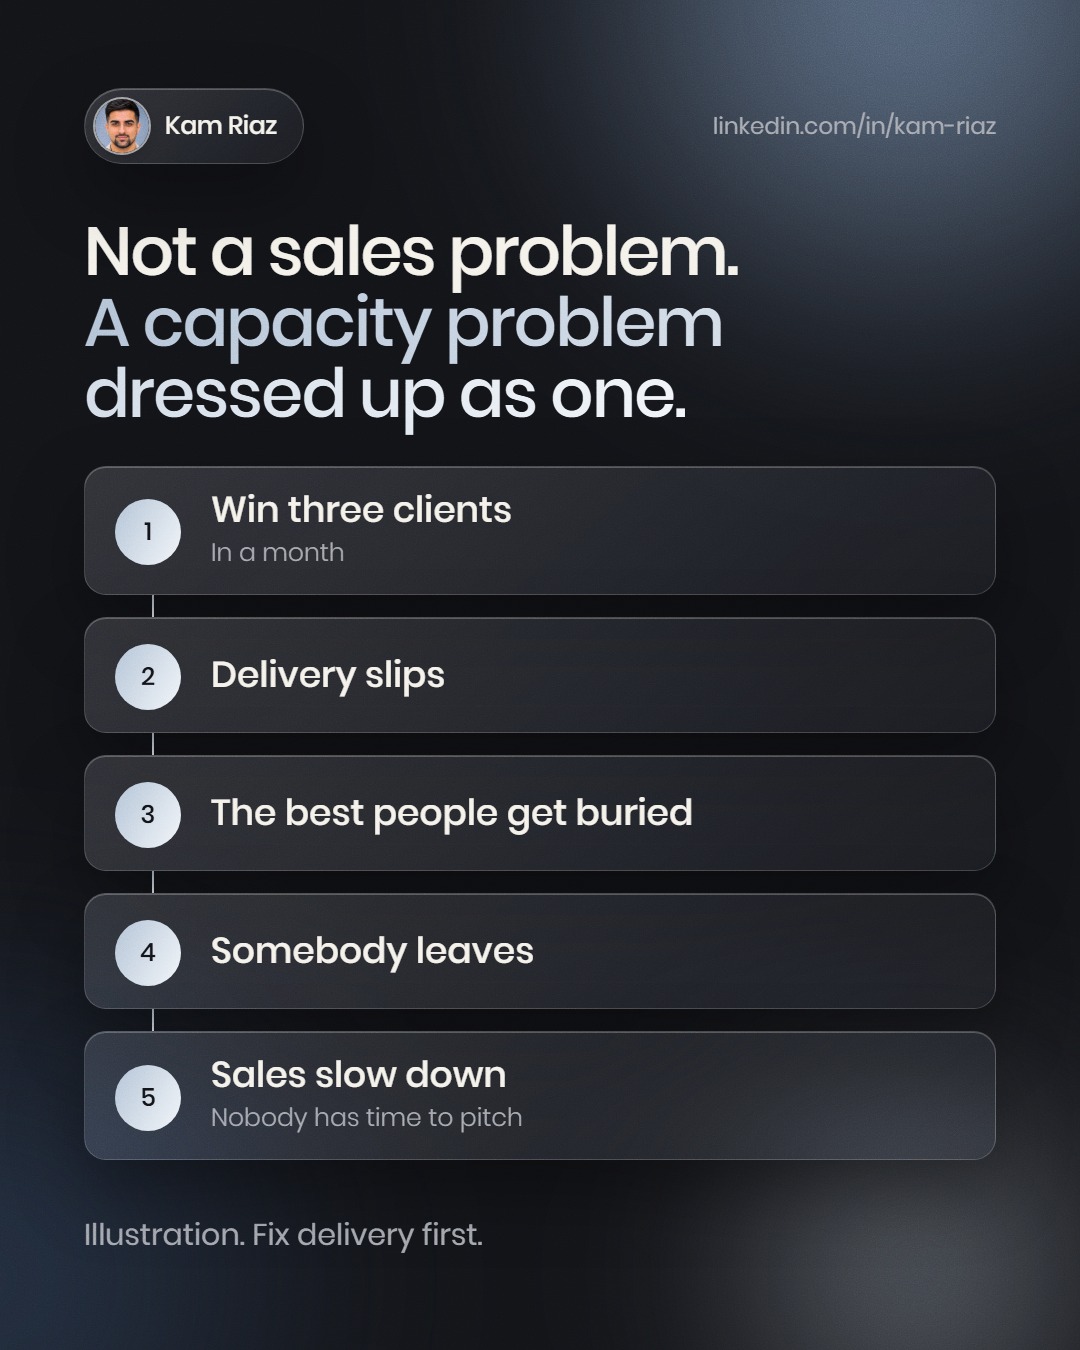 Kam Riaz
linkedin.com/in/kam-riaz
Not a sales problem.
A capacity problem
dressed up as one.
1
Win three clients
In a month
2
Delivery slips
3
The best people get buried
4
Somebody leaves
5
Sales slow down
Nobody has time to pitch
Illustration. Fix delivery first.